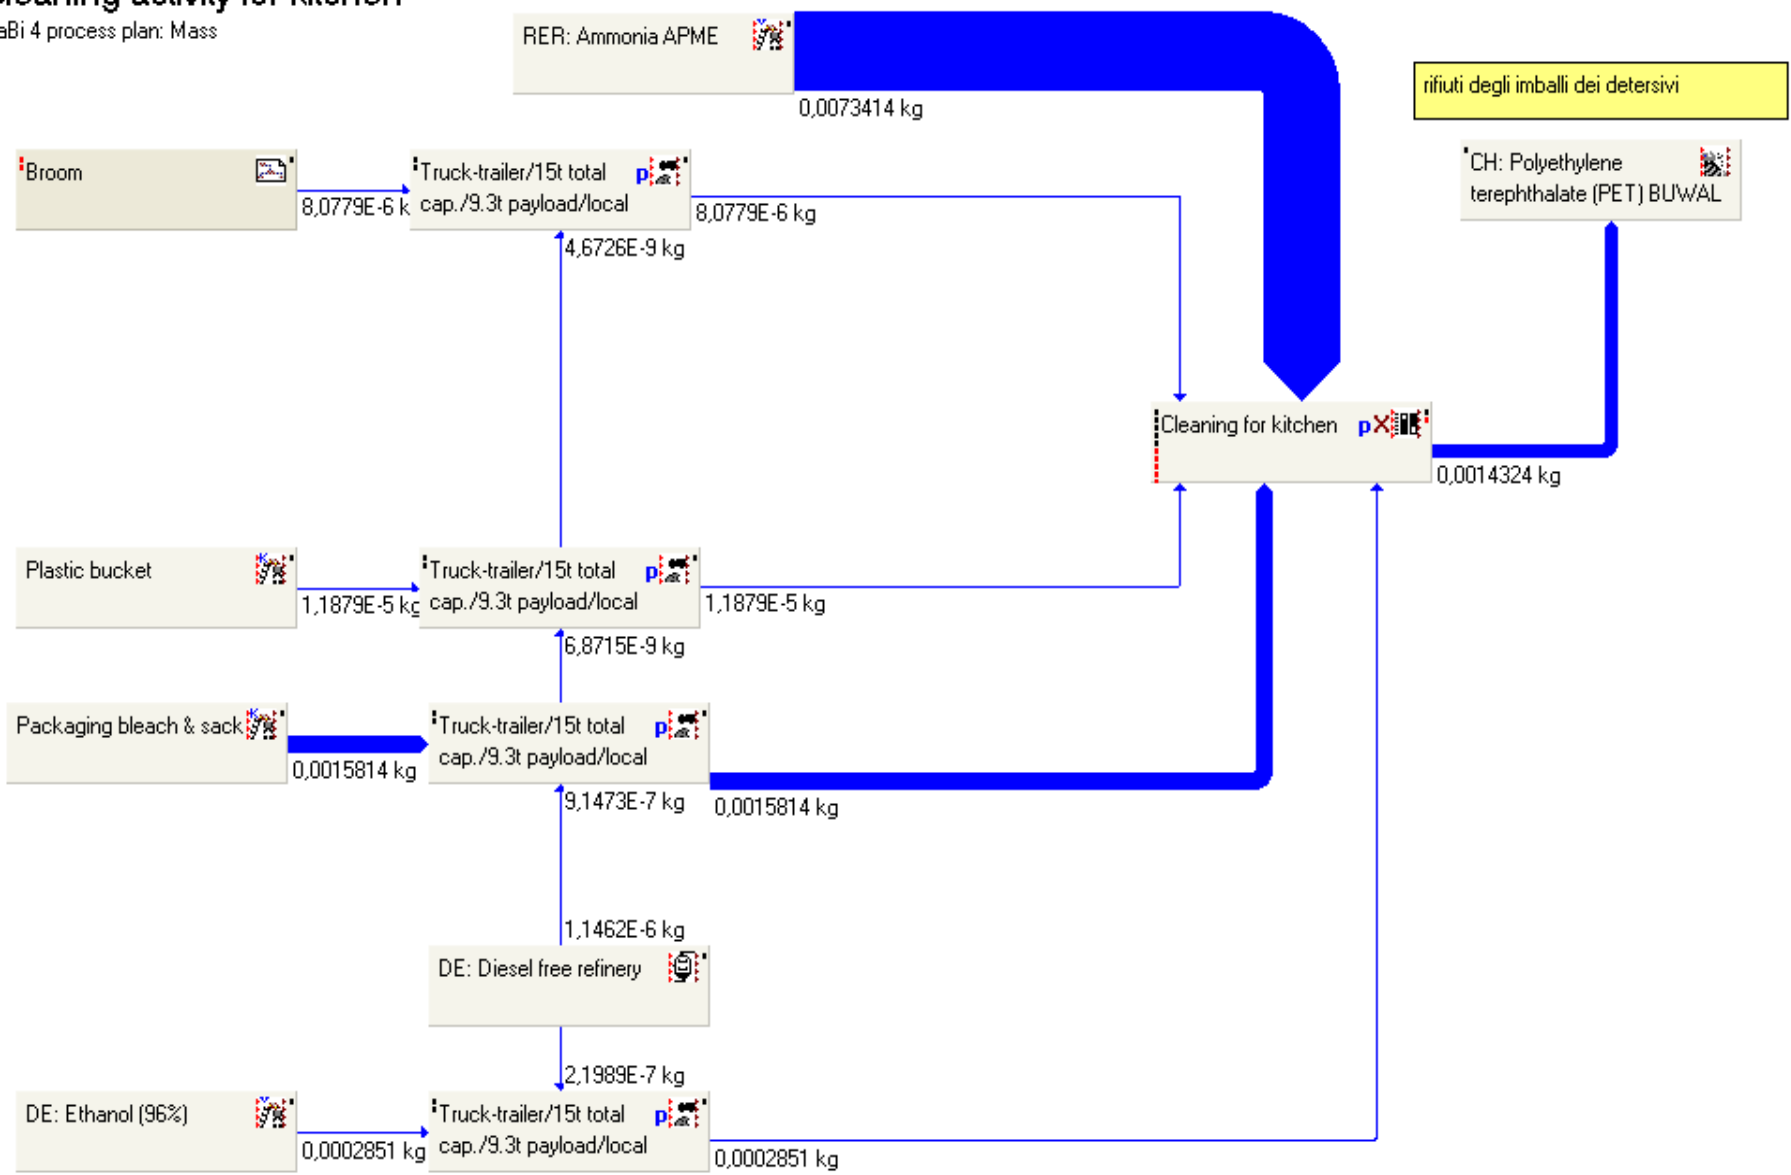 activity for kitchen
aBi 4 process plan: Mass
RER: Ammonia APME
0,0073414 kg
rifiuti degli imballi dei detersivi
Broom
8,0779E-6 k
Truck-trailer/15t total
cap./9.3t payload/local
p
8,0779E-6 kg
4,6726E-9 kg
CH: Polyethylene
terephthalate (PET) BUWAL
Cleaning for kitchen
p
0,0014324 kg
Plastic bucket
1,1879E-5 kg
Truck-trailer/15t total
cap./9.3t payload/local
p
1,1879E-5 kg
6,8715E-9 kg
Packaging bleach & sack
0,0015814 kg
Truck-trailer/15t total
cap./9.3t payload/local
p
0,0015814 kg
9,1473E-7 kg
1,1462E-6 kg
DE: Diesel free refinery
2,1989E-7 kg
DE: Ethanol (96%)
0,0002851 kg
Truck-trailer/15t total
cap./9.3t payload/local
p
0,0002851 kg